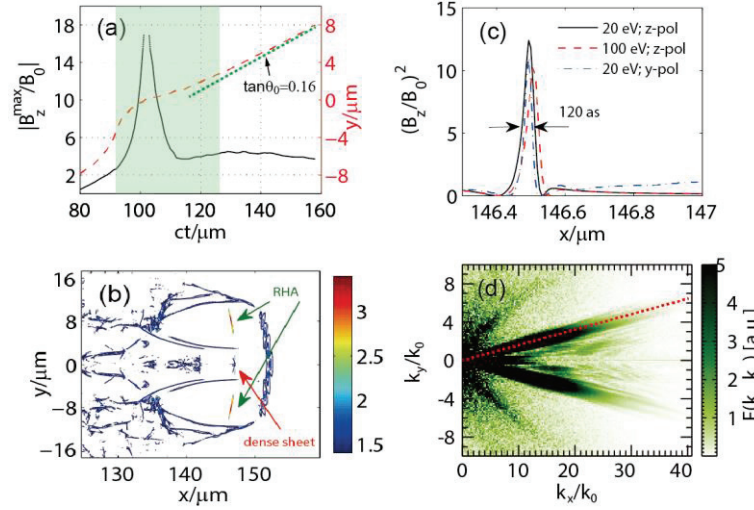 (a)
18
14
10
6
2
|B_z^max/B_0|
8
4
0
-4
-8
y/μm
tanθ_0=0.16
80 100 120 140 160
ct/μm
(c)
20 eV; z-pol
100 eV; z-pol
20 eV; y-pol
120 as
15
10
5
0
(B_z/B_0)^2
146.4 146.6 146.8 147
x/μm
(b)
RHA
dense sheet
16
8
0
-8
-16
y/μm
130 140 150
x/μm
3
2.5
2
1.5
(d)
8
4
0
-4
-8
k_y/k_0
0 10 20 30 40
k_x/k_0
5
4
3
2
1
[a.u.]